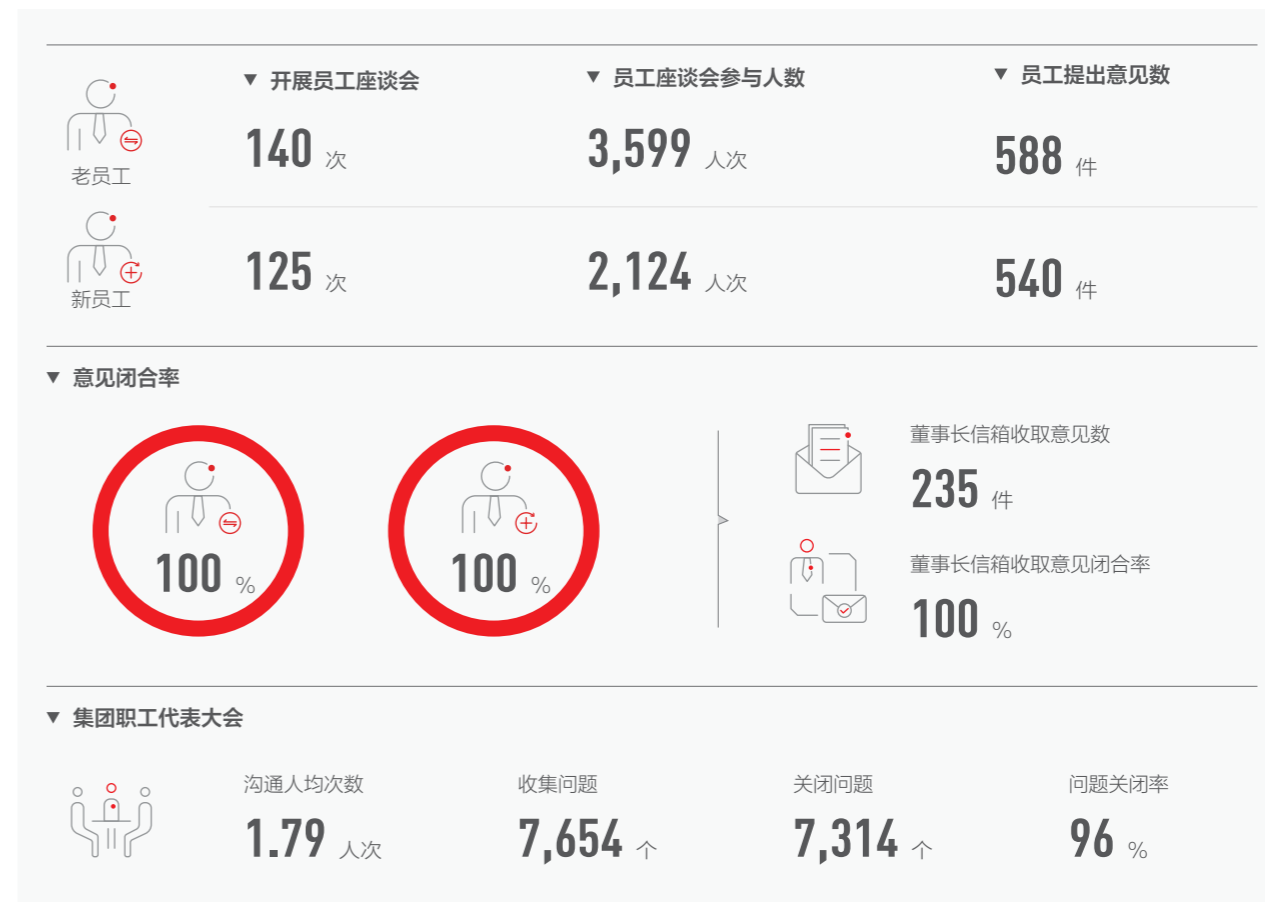 ▼ 开展员工座谈会 ▼ 员工座谈会参与人数 ▼ 员工提出意见数
老员工 140 次 3,599 人次 588 件
新员工 125 次 2,124 人次 540 件
▼ 意见闭合率
100 % 100 %
董事长信箱收取意见数
235 件
董事长信箱收取意见闭合率
100 %
▼ 集团职工代表大会
沟通人均次数 收集问题 关闭问题 问题关闭率
1.79 人次 7,654 个 7,314 个 96 %